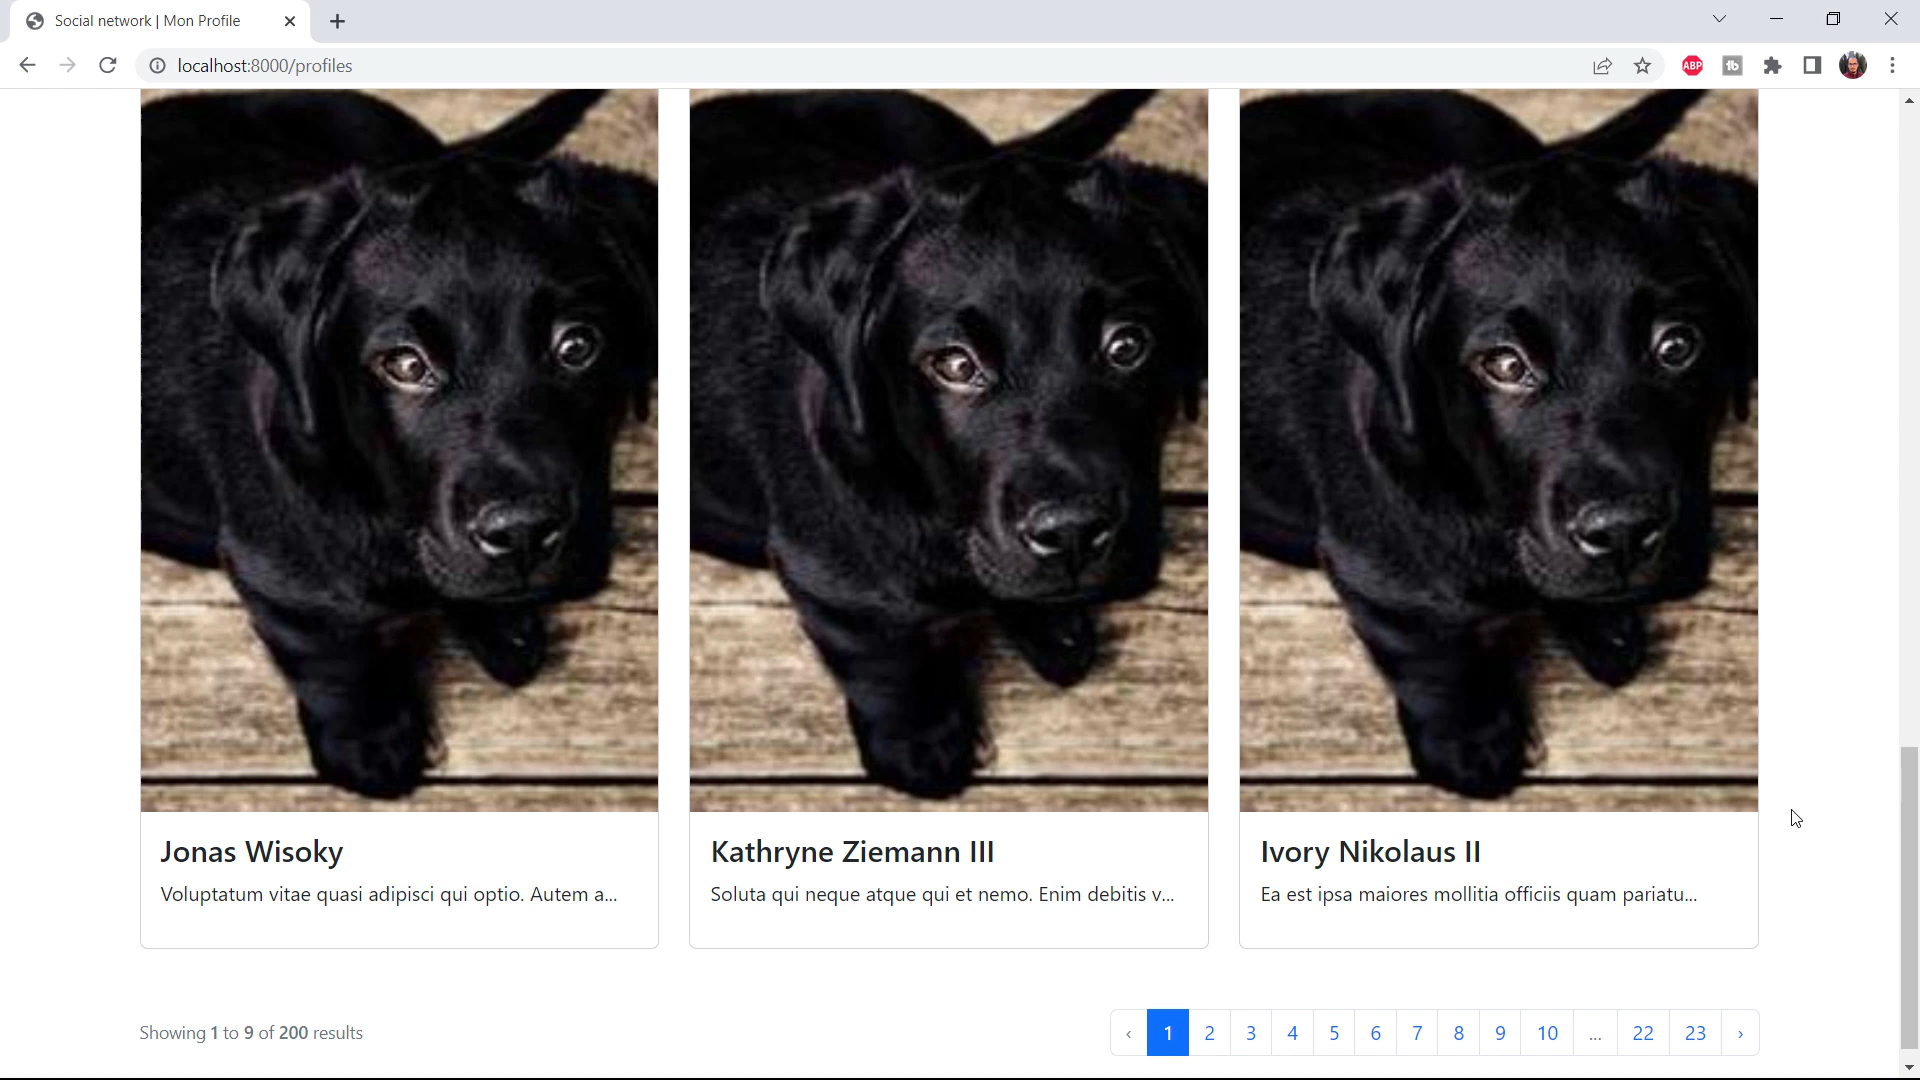 Social network | Mon Profile
localhost:8000/profiles
ABP
tb
Jonas Wisoky
Voluptatum vitae quasi adipisci qui optio. Autem a...
Kathryne Ziemann III
Soluta qui neque atque qui et nemo. Enim debitis v...
Ivory Nikolaus II
Ea est ipsa maiores mollitia officiis quam pariatu...
Showing 1 to 9 of 200 results
‹ 1 2 3 4 5 6 7 8 9 10 ... 22 23 ›